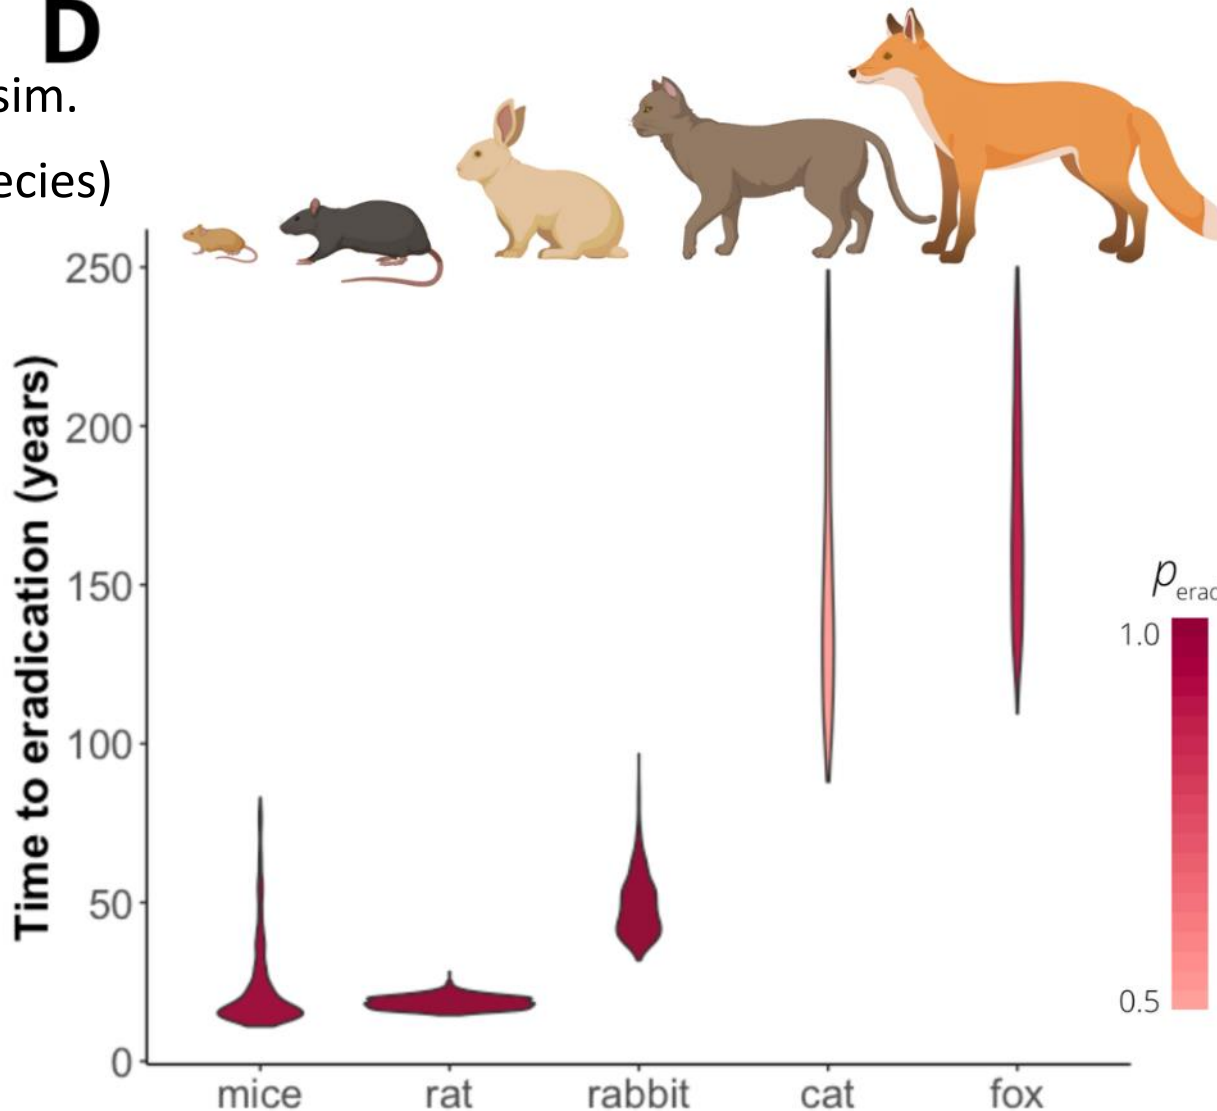 D
sim.
ecies)
Time to eradication (years)
250
200
150
100
50
0
mice
rat
rabbit
cat
fox
p
erad
1.0
0.5